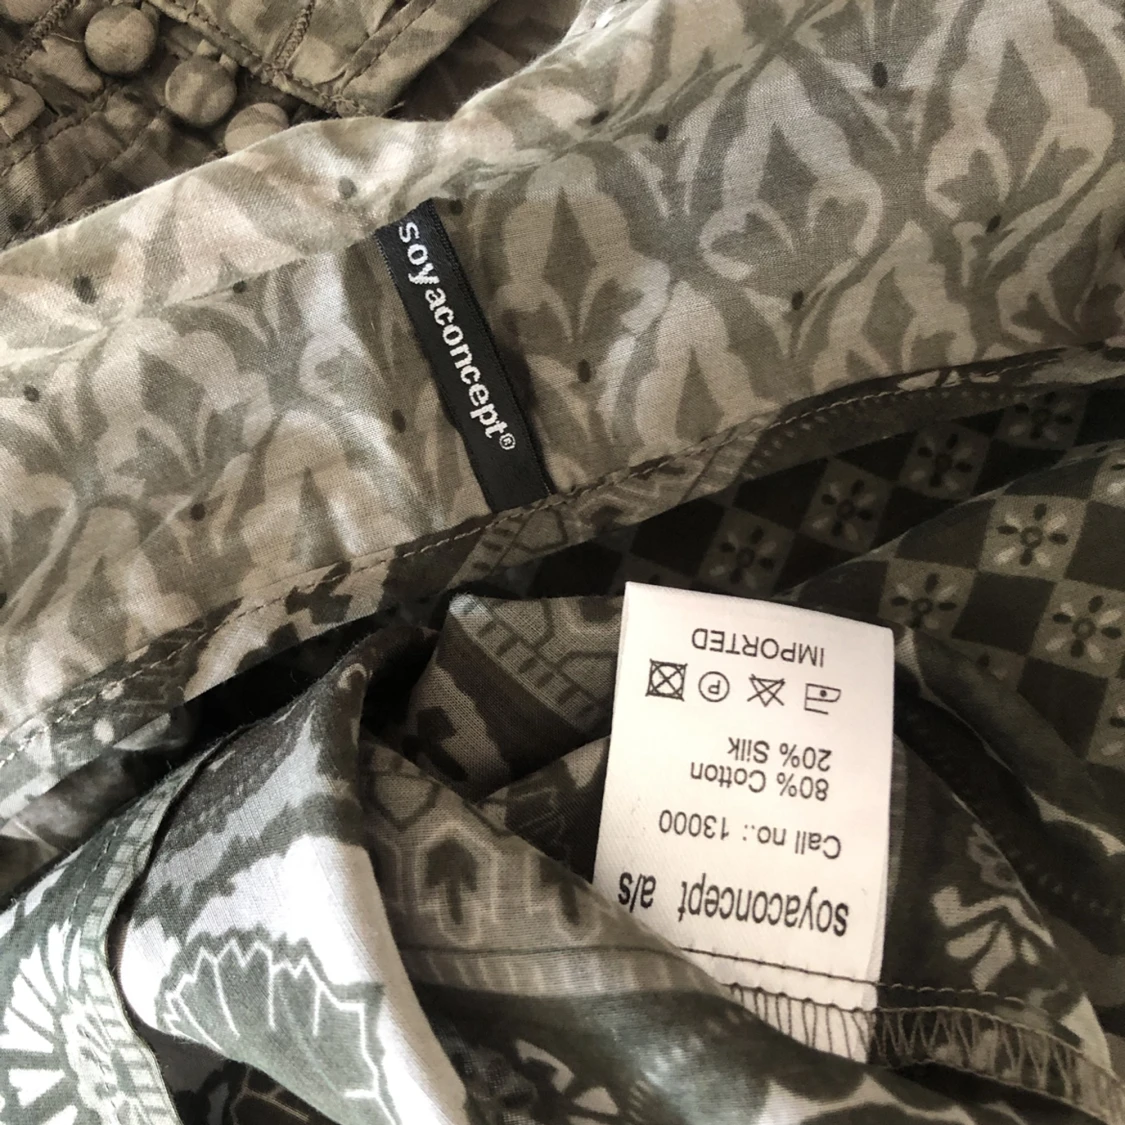 soyaconcept®
soyaconcept a/s
Call no.: 13000
80% Cotton
20% Silk
P
IMPORTED